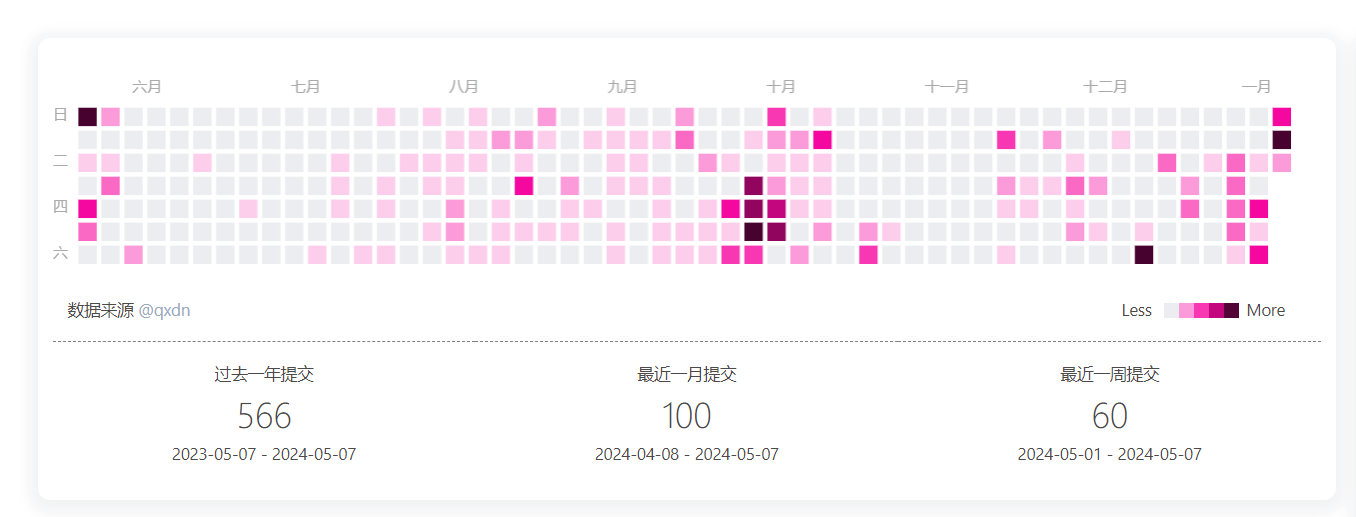 六月 七月 八月 九月 十月 十一月 十二月 一月
日
二
四
六
数据来源 @qxdn
Less More
过去一年提交 最近一月提交 最近一周提交
566 100 60
2023-05-07 - 2024-05-07 2024-04-08 - 2024-05-07 2024-05-01 - 2024-05-07